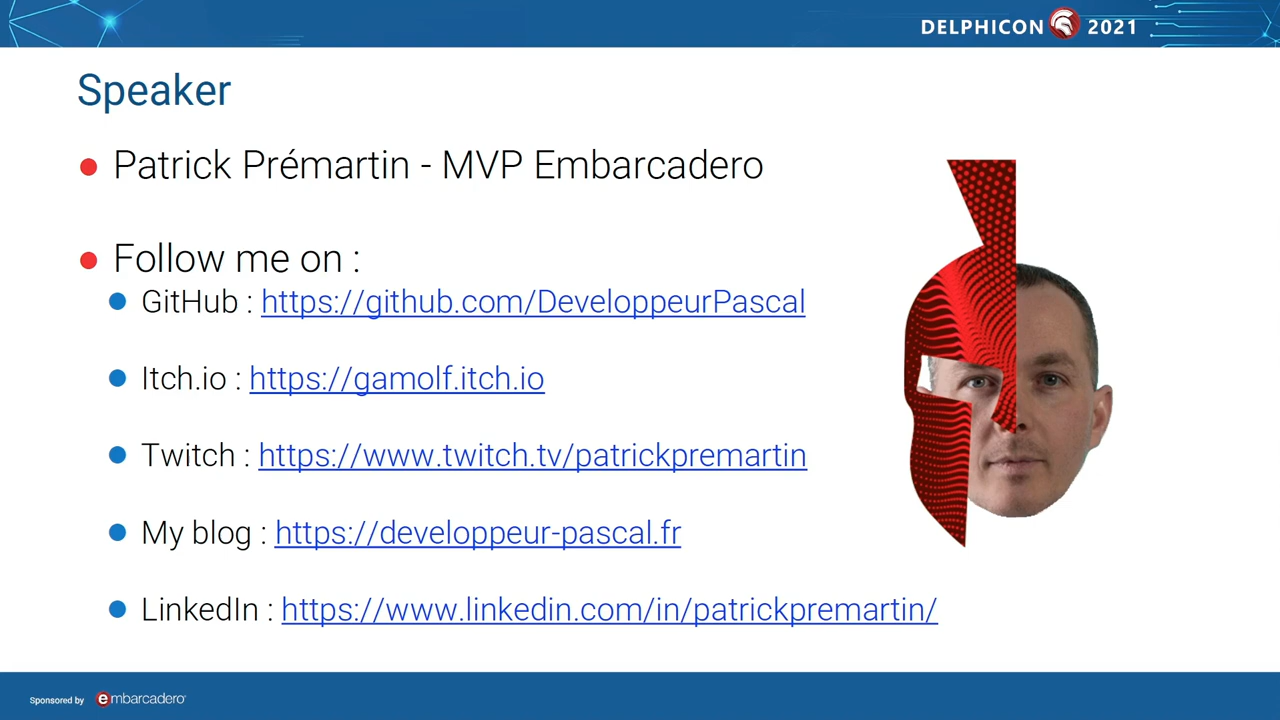 DELPHICON 2021
Speaker
Patrick Prémartin - MVP Embarcadero
Follow me on :
GitHub : https://github.com/DeveloppeurPascal
Itch.io : https://gamolf.itch.io
Twitch : https://www.twitch.tv/patrickpremartin
My blog : https://developpeur-pascal.fr
LinkedIn : https://www.linkedin.com/in/patrickpremartin/
Sponsored by embarcadero